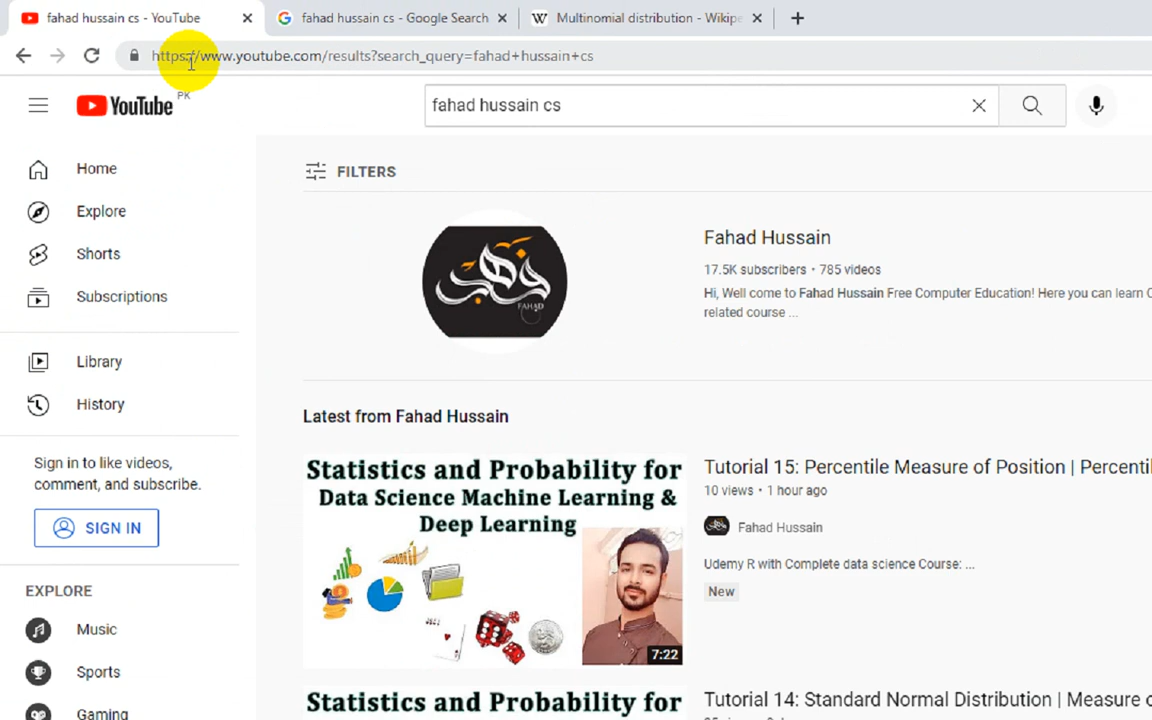 fahad hussain cs - YouTube
fahad hussain cs - Google Search
W Multinomial distribution - Wikipe
https://www.youtube.com/results?search_query=fahad+hussain+cs
YouTube PK
fahad hussain cs
Home
Explore
Shorts
Subscriptions
Library
History
Sign in to like videos,
comment, and subscribe.
SIGN IN
EXPLORE
Music
Sports
Gaming
FILTERS
فهد
FAHAD
Fahad Hussain
17.5K subscribers • 785 videos
Hi, Well come to Fahad Hussain Free Computer Education! Here you can learn C
related course ...
Latest from Fahad Hussain
Statistics and Probability for
Data Science Machine Learning &
Deep Learning
7:22
Tutorial 15: Percentile Measure of Position | Percenti
10 views • 1 hour ago
Fahad Hussain
Udemy R with Complete data science Course: ...
New
Statistics and Probability for
Tutorial 14: Standard Normal Distribution | Measure o